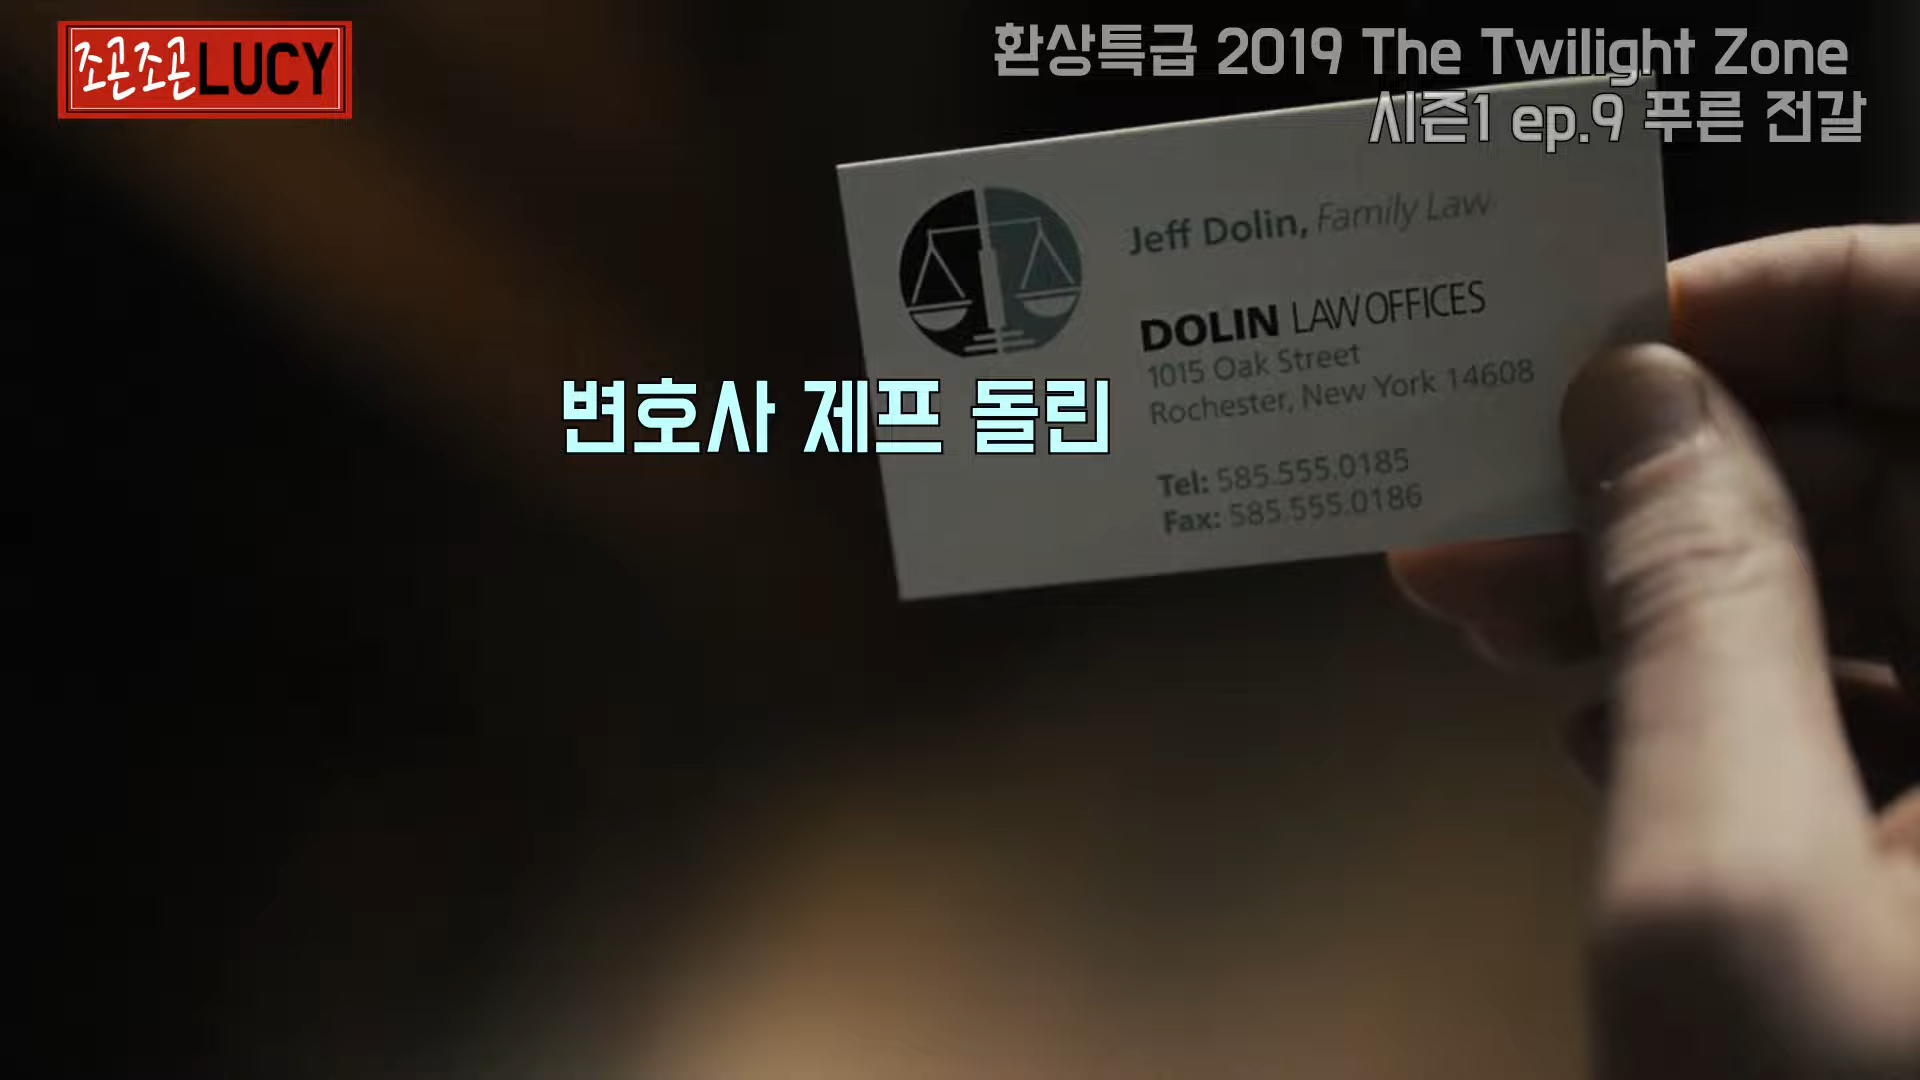 조곤조곤LUCY
환상특급 2019 The Twilight Zone
시즌1 ep.9 푸른 전갈
Jeff Dolin, Family Law
DOLIN LAW OFFICES
1015 Oak Street
Rochester, New York 14608
변호사 제프 돌린
Tel: 585.555.0185
Fax: 585.555.0186